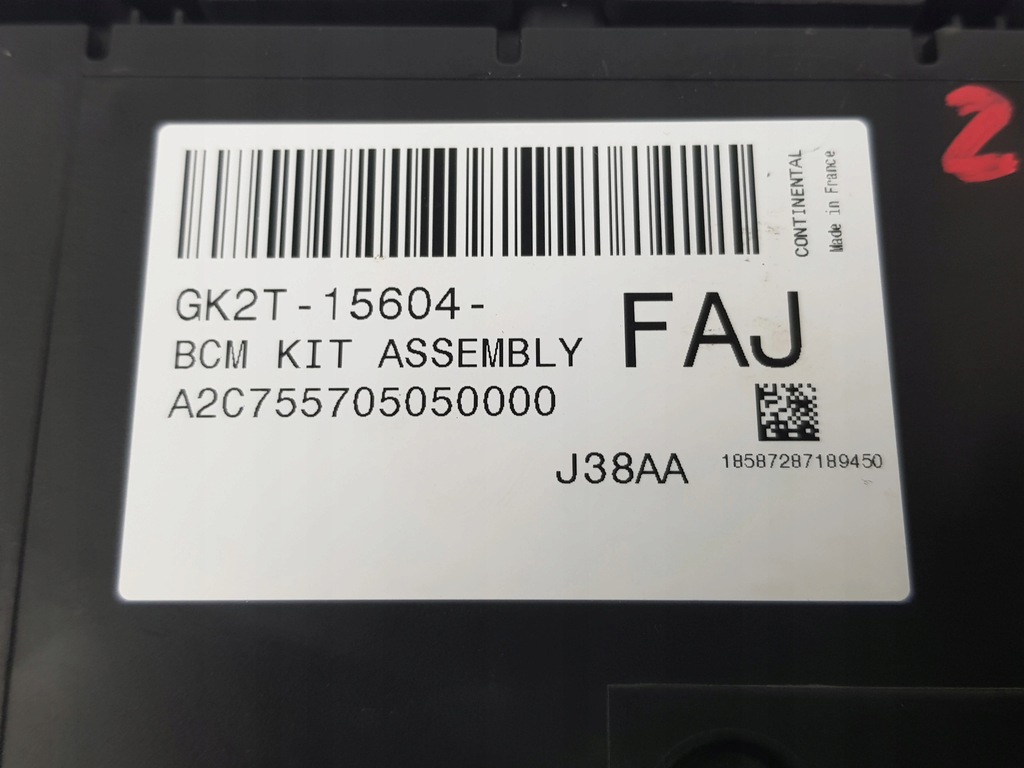 CONTINENTAL
Made in France
GK2T-15604-
FAJ
BCM KIT ASSEMBLY
A2C755705050000
J38AA
18587287189450
2